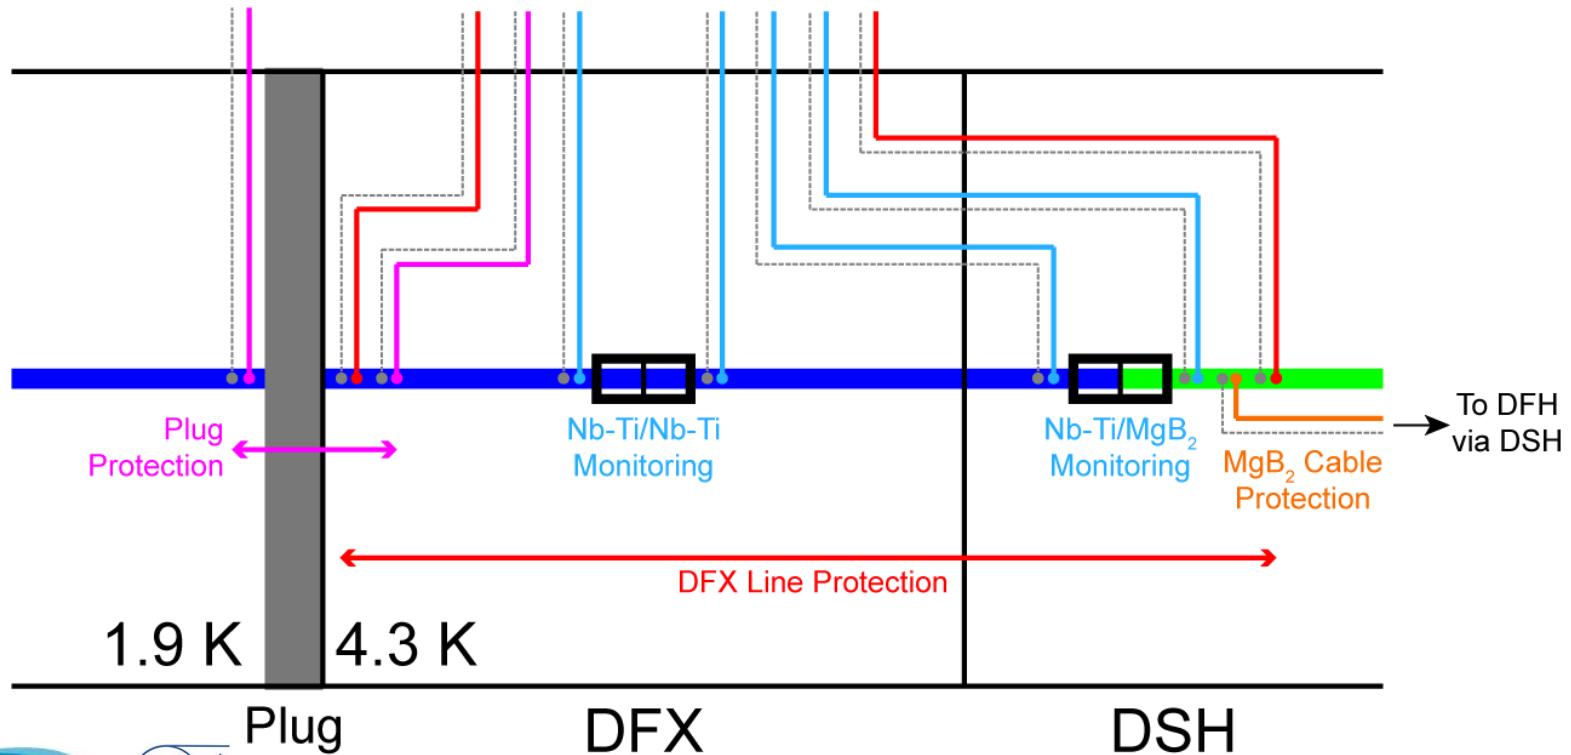 Plug
Protection
Nb-Ti/Nb-Ti
Monitoring
Nb-Ti/MgB₂
Monitoring
MgB₂ Cable
Protection
To DFH
via DSH
DFX Line Protection
1.9 K
4.3 K
Plug
DFX
DSH